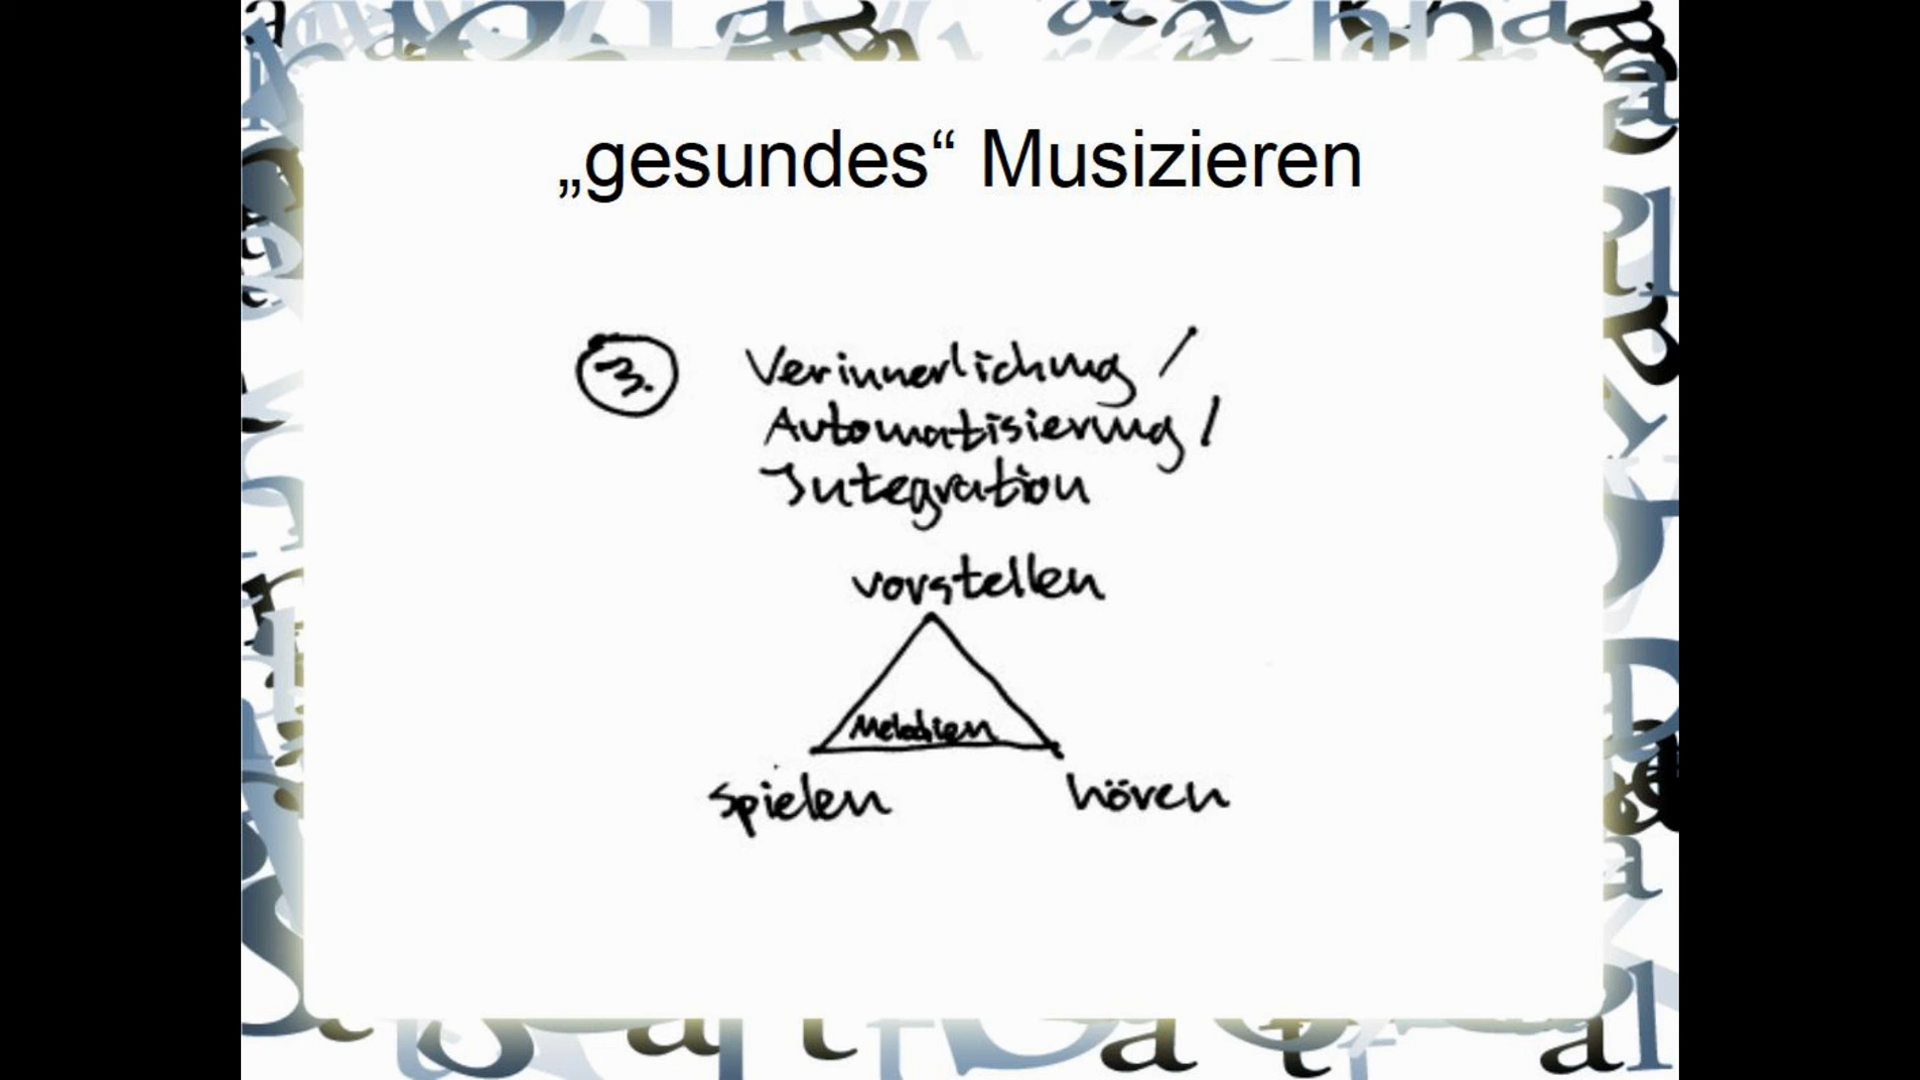 „gesundes“ Musizieren
3. Verinnerlichung /
Automatisierung /
Integration
vorstellen
Melodien
spielen hören